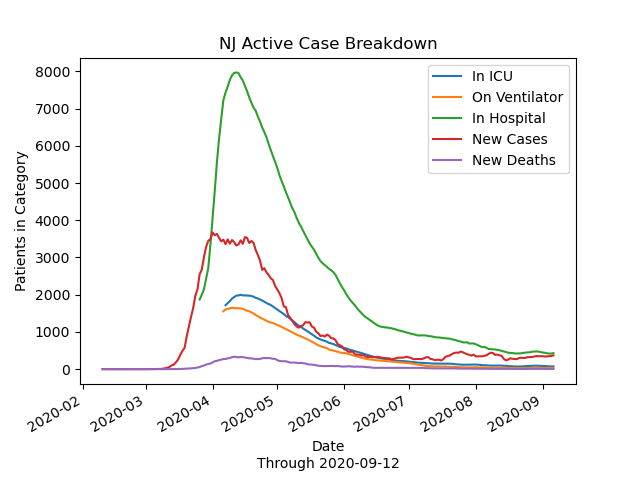 NJ Active Case Breakdown
In ICU
On Ventilator
In Hospital
New Cases
New Deaths
Patients in Category
8000
7000
6000
5000
4000
3000
2000
1000
0
2020-02
2020-03
2020-04
2020-05
2020-06
2020-07
2020-08
2020-09
Date
Through 2020-09-12